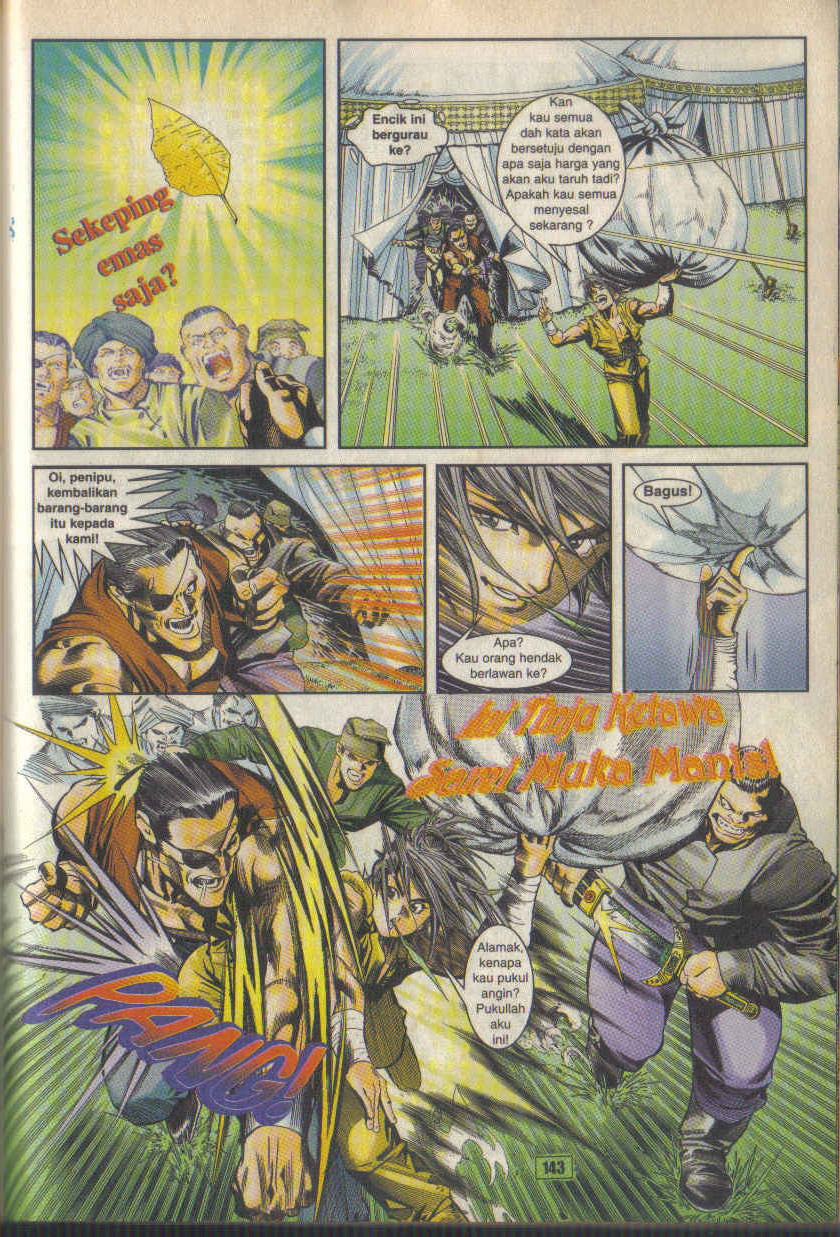 Sekeping
emas
saja?
Encik ini
bergurau
ke?
Kan
kau semua
dah kata akan
bersetuju dengan
apa saja harga yang
akan aku taruh tadi?
Apakah kau semua
menyesal
sekarang ?
Oi, penipu,
kembalikan
barang-barang
itu kepada
kami!
Apa?
Kau orang hendak
berlawan ke?
Bagus!
Ini Tinju Ketawa
Sami Muka Manis!
Alamak,
kenapa
kau pukul
angin?
Pukullah
aku
ini!
PANG!
143